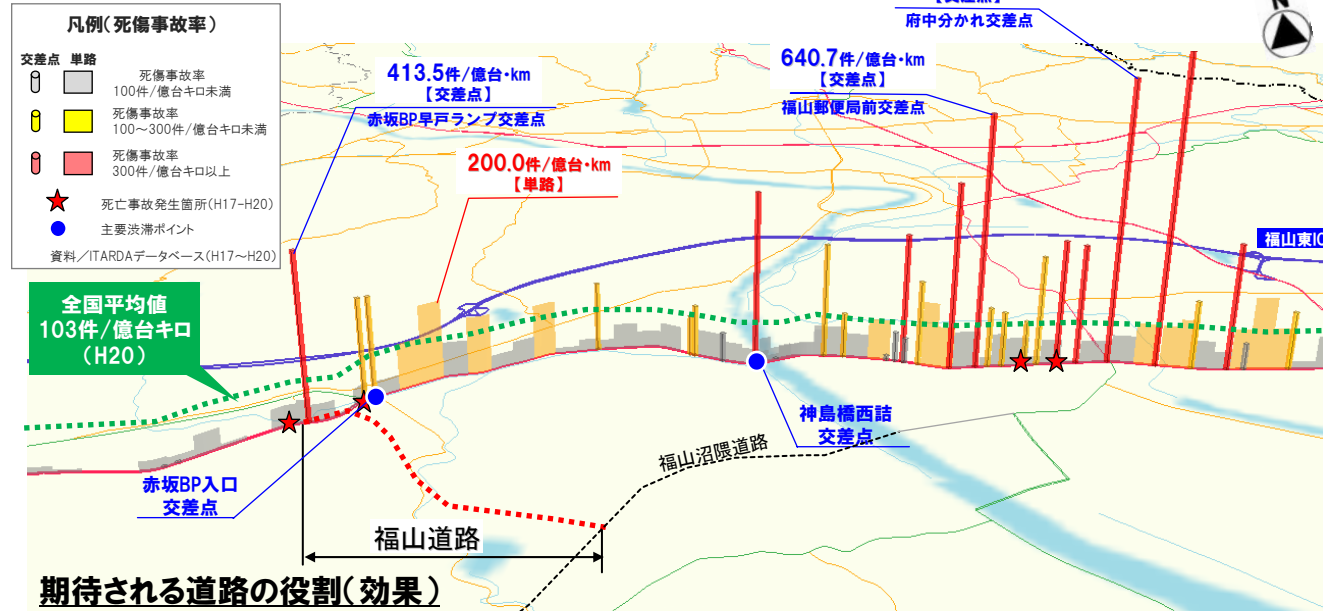 凡例(死傷事故率)
交差点 単路
死傷事故率
100件/億台キロ未満
死傷事故率
100~300件/億台キロ未満
死傷事故率
300件/億台キロ以上
死亡事故発生箇所(H17-H20)
主要渋滞ポイント
資料/ITARDAデータベース(H17~H20)
府中分かれ交差点
N
413.5件/億台・km
【交差点】
赤坂BP早戸ランプ交差点
640.7件/億台・km
【交差点】
福山郵便局前交差点
200.0件/億台・km
【単路】
福山東IC
全国平均値
103件/億台キロ
(H20)
神島橋西詰
交差点
福山沼隈道路
赤坂BP入口
交差点
福山道路
期待される道路の役割(効果)